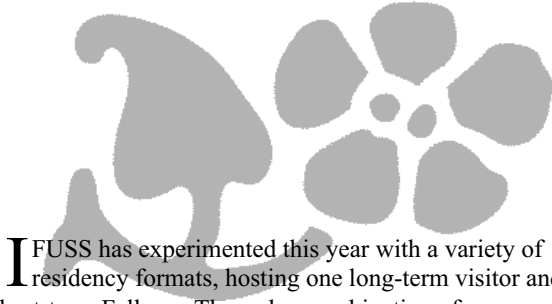 IFUSS has experimented this year with a variety of
residency formats, hosting one long-term visitor and